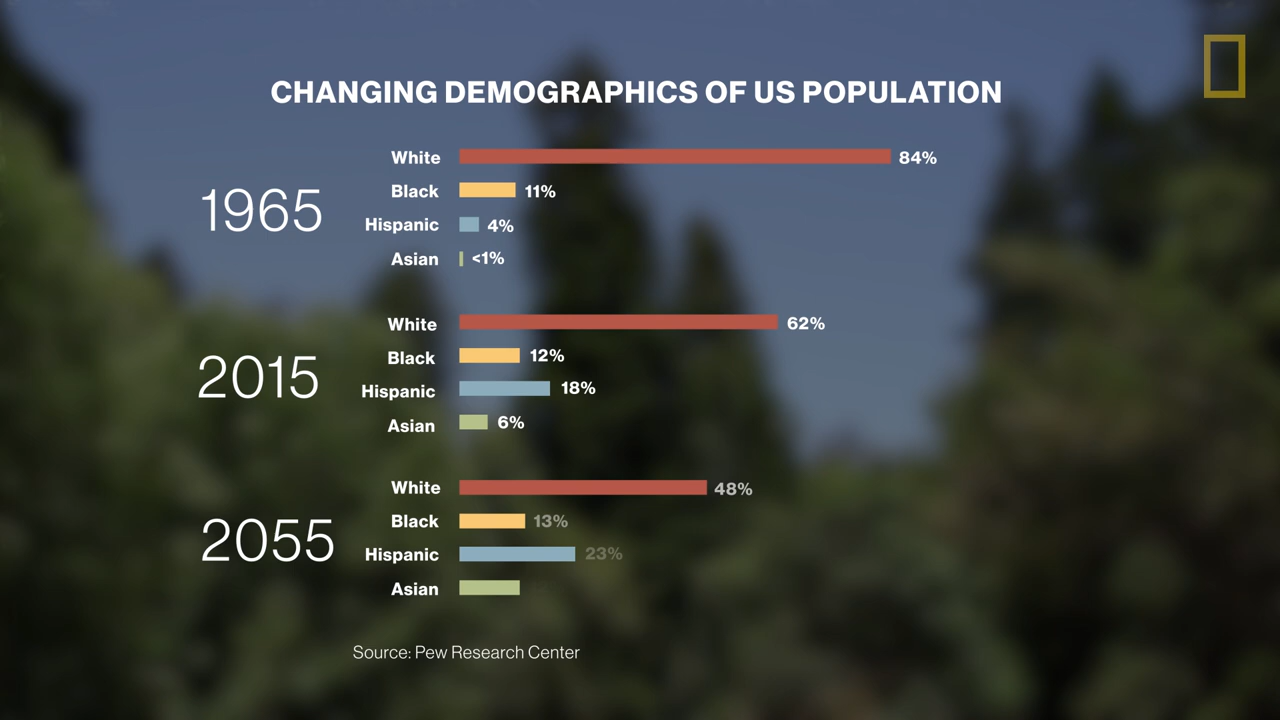 CHANGING DEMOGRAPHICS OF US POPULATION
1965
White 84%
Black 11%
Hispanic 4%
Asian <1%
2015
White 62%
Black 12%
Hispanic 18%
Asian 6%
2055
White 48%
Black 13%
Hispanic 23%
Asian
Source: Pew Research Center